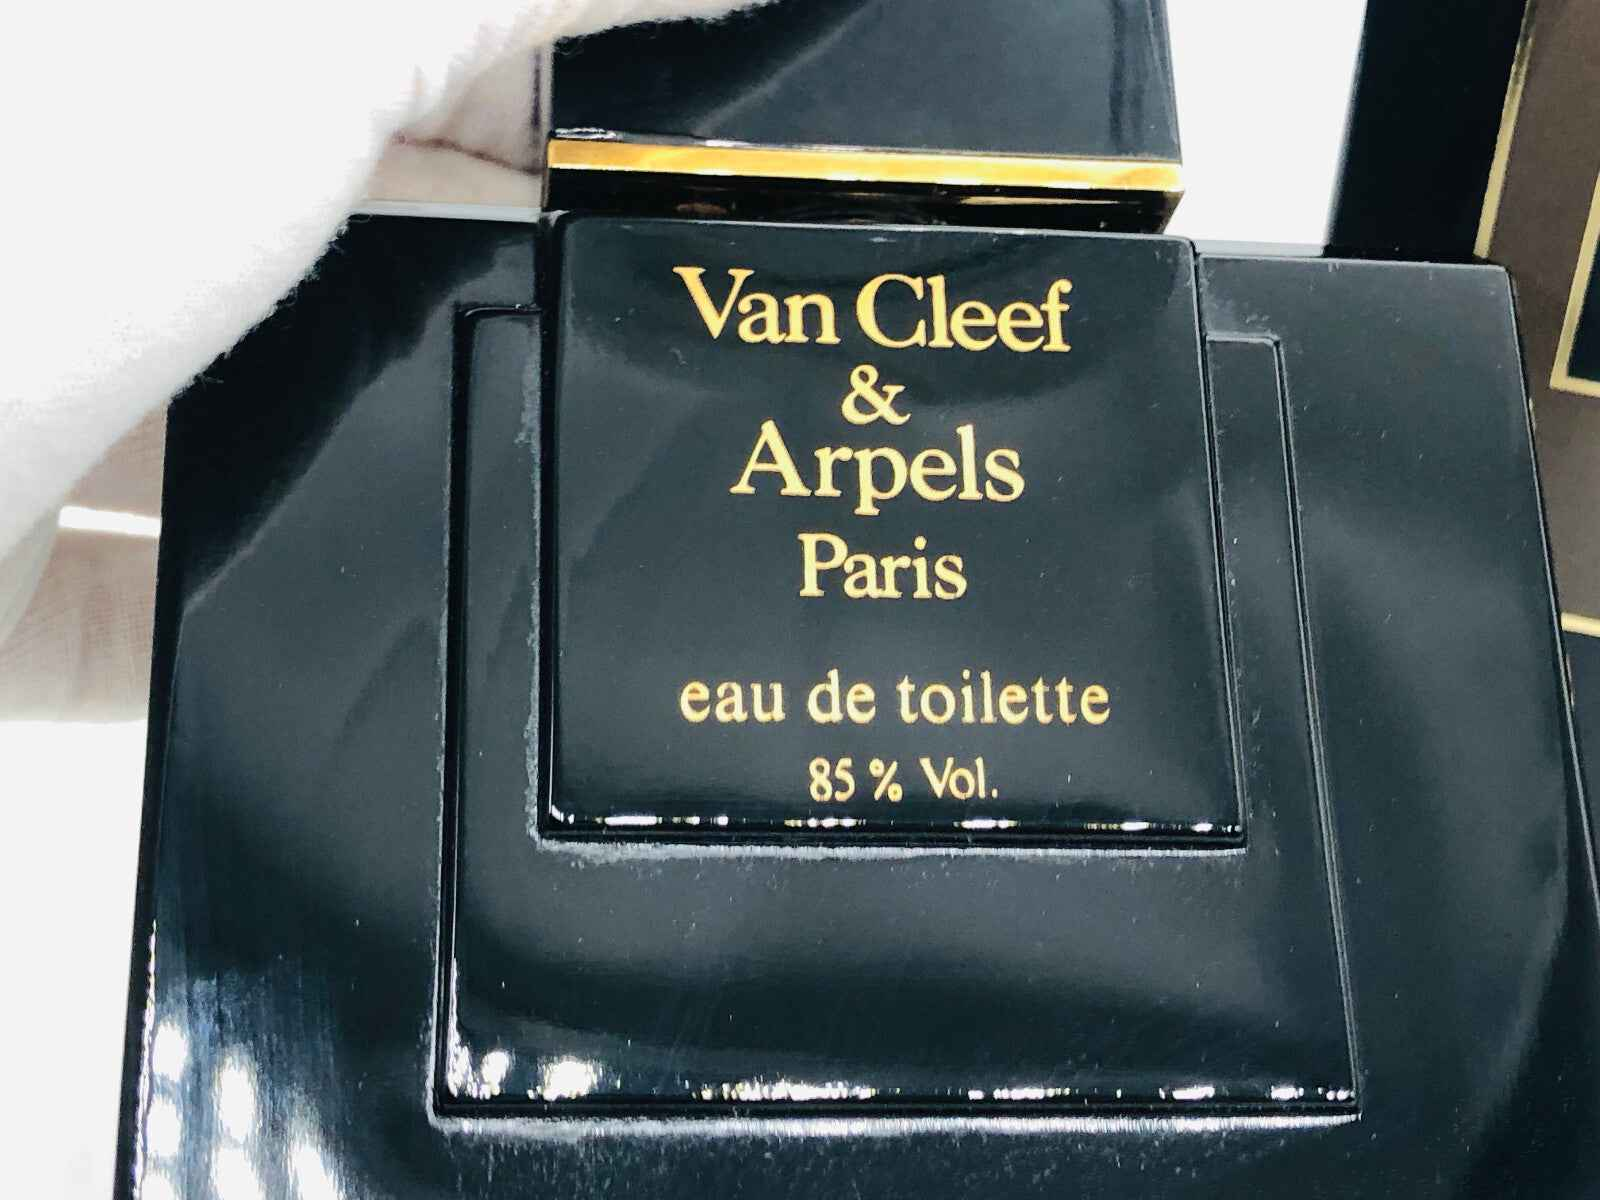 Van Cleef
&
Arpels
Paris
eau de toilette
85 % Vol.